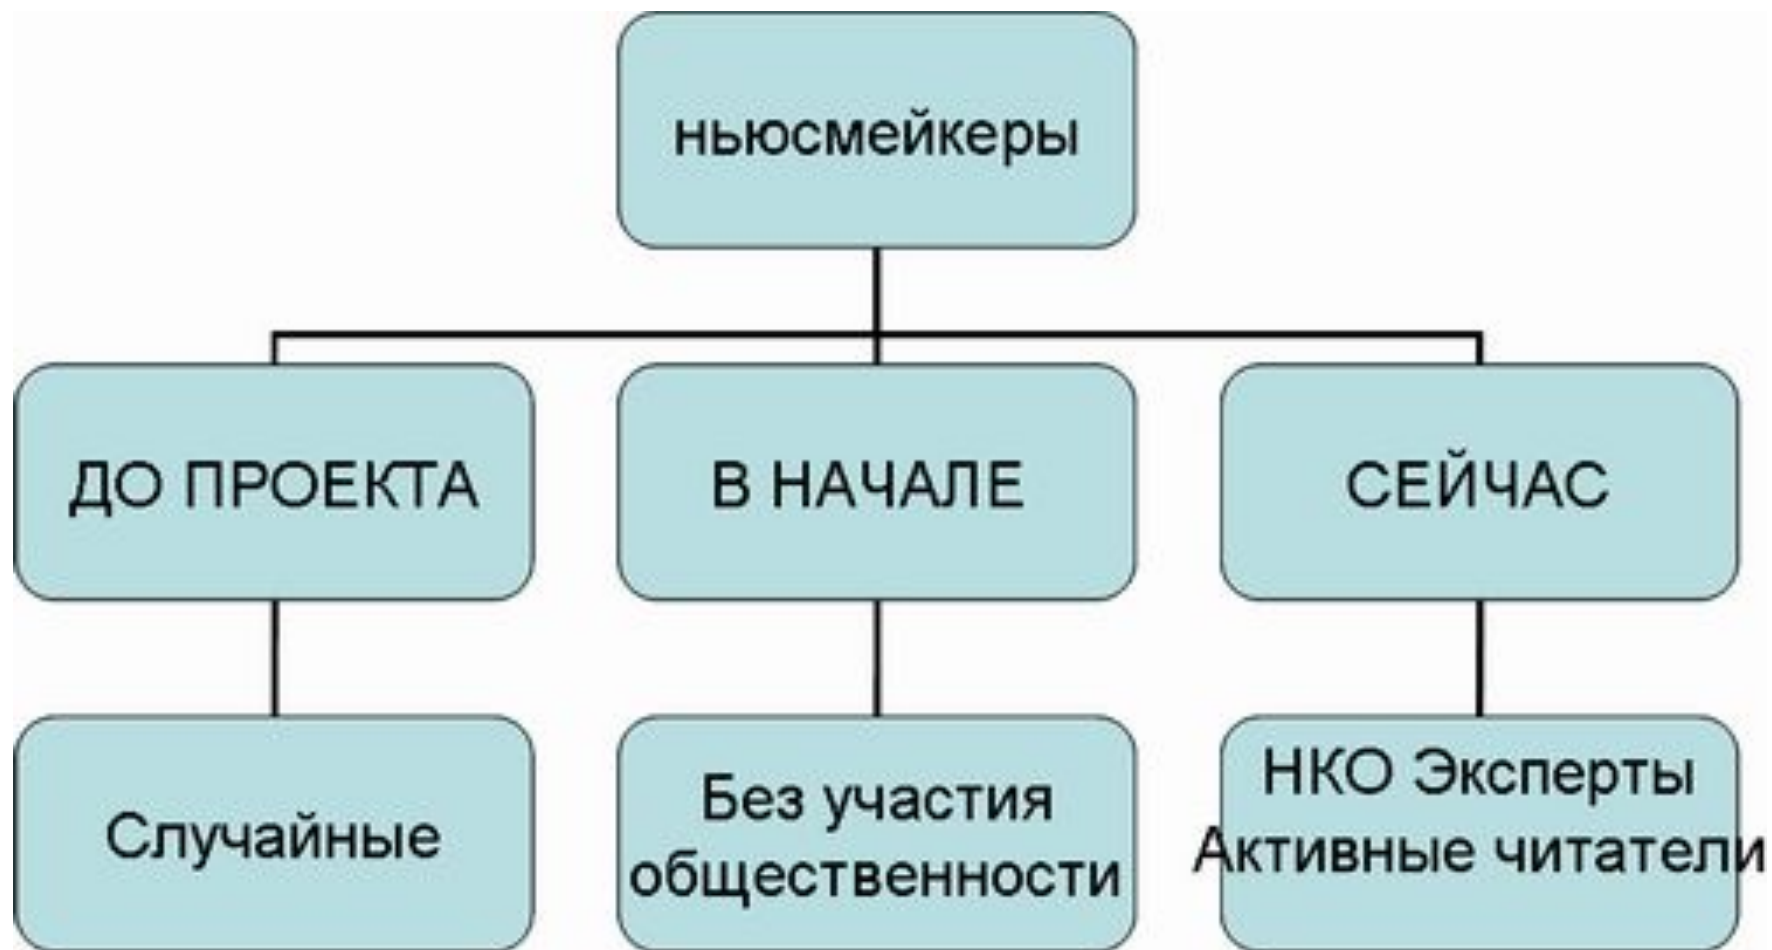 ньюсмейкеры
ДО ПРОЕКТА
В НАЧАЛЕ
СЕЙЧАС
Случайные
Без участия
общественности
НКО Эксперты
Активные читатели